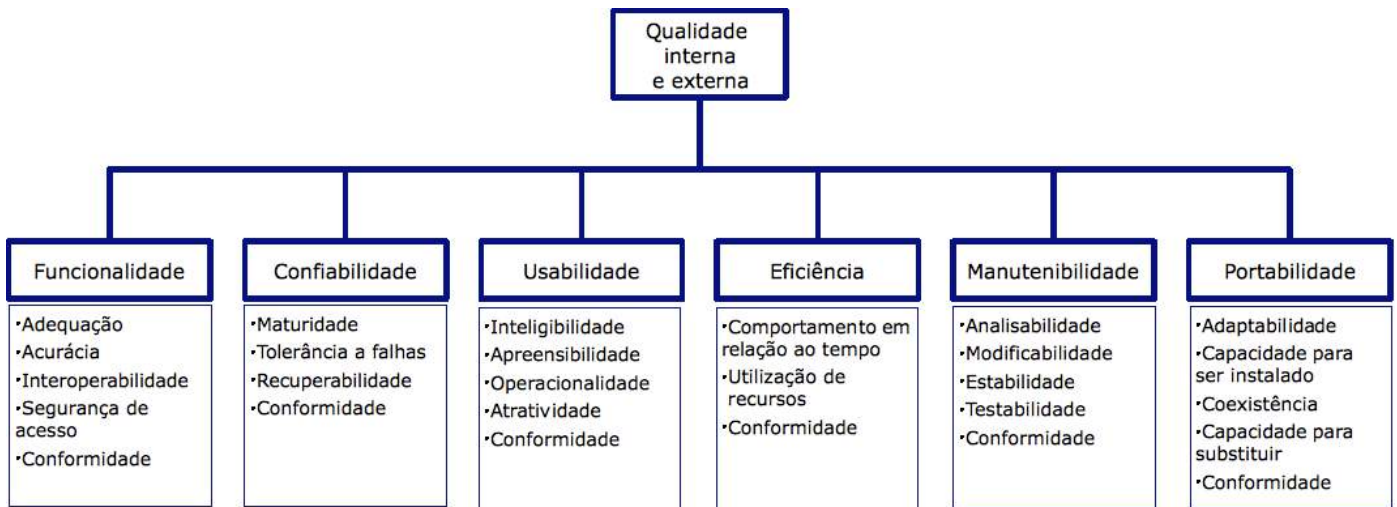 Qualidade
interna
e externa
Funcionalidade
·Adequação
·Acurácia
·Interoperabilidade
·Segurança de
acesso
·Conformidade
Confiabilidade
·Maturidade
·Tolerância a falhas
·Recuperabilidade
·Conformidade
Usabilidade
·Inteligibilidade
·Apreensibilidade
·Operacionalidade
·Atratividade
·Conformidade
Eficiência
·Comportamento em
relação ao tempo
·Utilização de
recursos
·Conformidade
Manutenibilidade
·Analisabilidade
·Modificabilidade
·Estabilidade
·Testabilidade
·Conformidade
Portabilidade
·Adaptabilidade
·Capacidade para
ser instalado
·Coexistência
·Capacidade para
substituir
·Conformidade